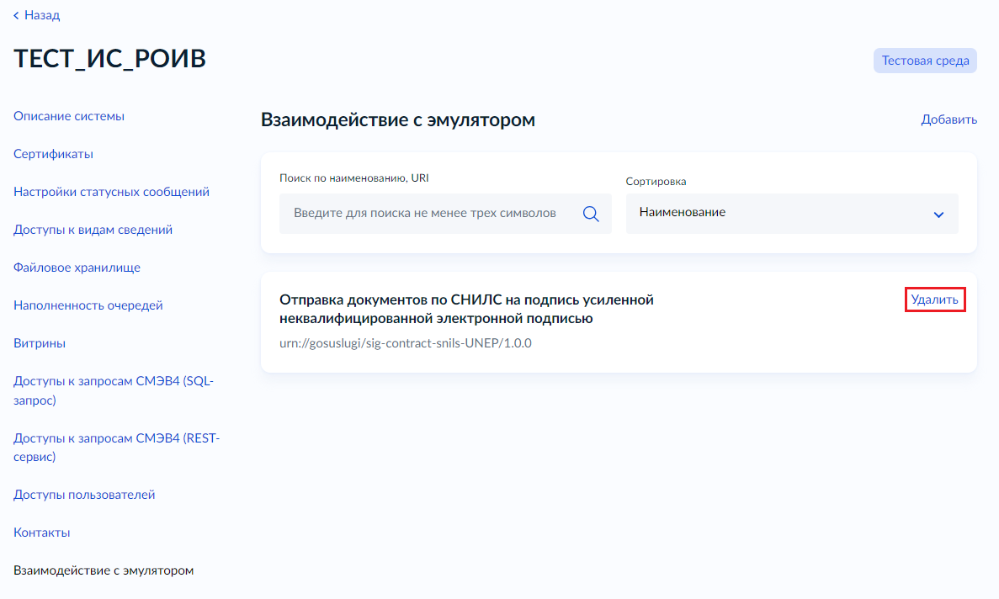 Назад
ТЕСТ_ИС_РОИВ
Тестовая среда
Описание системы
Сертификаты
Настройки статусных сообщений
Доступы к видам сведений
Файловое хранилище
Наполненность очередей
Витрины
Доступы к запросам СМЭВ4 (SQL-
запрос)
Доступы к запросам СМЭВ4 (REST-
сервис)
Доступы пользователей
Контакты
Взаимодействие с эмулятором
Взаимодействие с эмулятором
Добавить
Поиск по наименованию, URI
Введите для поиска не менее трех символов
Сортировка
Наименование
Отправка документов по СНИЛС на подпись усиленной
неквалифицированной электронной подписью
urn://gosuslugi/sig-contract-snils-UNEP/1.0.0
Удалить